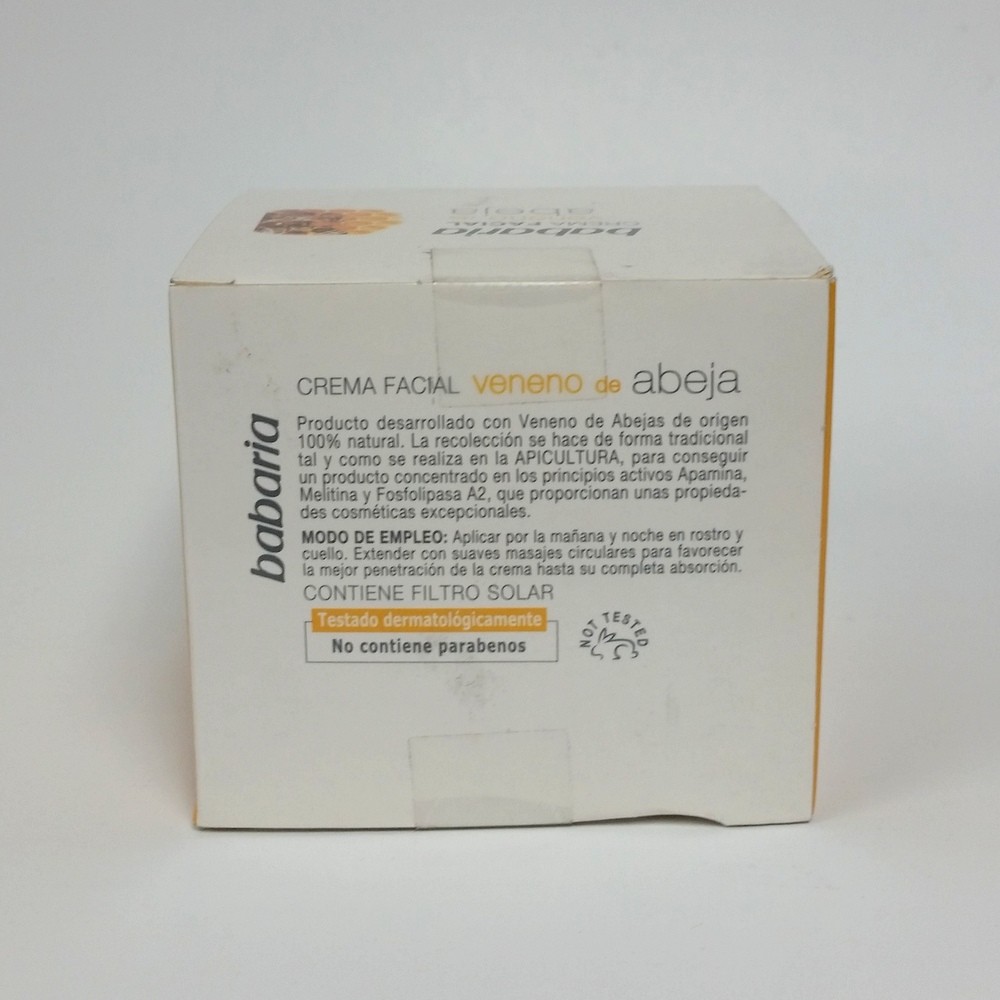 babaria
CREMA FACIAL
abeja
CREMA FACIAL veneno de abeja
babaria
Producto desarrollado con Veneno de Abejas de origen
100% natural. La recolección se hace de forma tradicional
tal y como se realiza en la APICULTURA, para conseguir
un producto concentrado en los principios activos Apamina,
Melitina y Fosfolipasa A2, que proporcionan unas propieda-
des cosméticas excepcionales.
MODO DE EMPLEO: Aplicar por la mañana y noche en rostro y
cuello. Extender con suaves masajes circulares para favorecer
la mejor penetración de la crema hasta su completa absorción.
CONTIENE FILTRO SOLAR
Testado dermatológicamente
No contiene parabenos
NOT TESTED